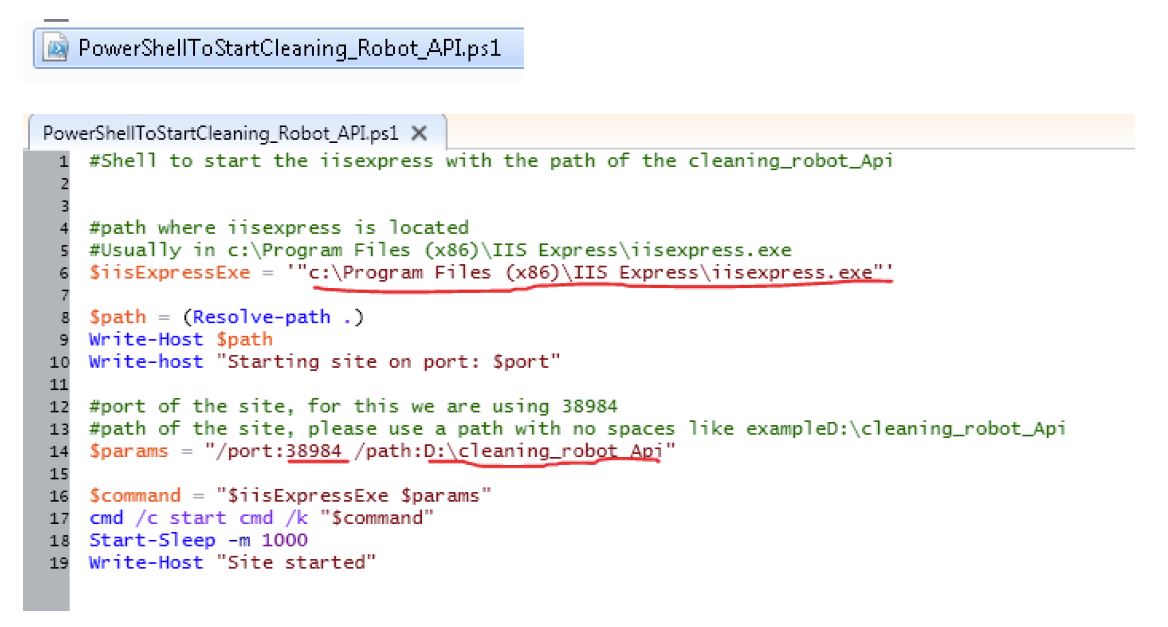 PowerShellToStartCleaning_Robot_API.ps1
PowerShellToStartCleaning_Robot_API.ps1 X
1 #Shell to start the iisexpress with the path of the cleaning_robot_Api
2
3
4 #path where iisexpress is located
5 #Usually in c:\Program Files (x86)\IIS Express\iisexpress.exe
6 $iisExpressExe = '"c:\Program Files (x86)\IIS Express\iisexpress.exe"'
7
8 $path = (Resolve-path .)
9 Write-Host $path
10 Write-host "Starting site on port: $port"
11
12 #port of the site, for this we are using 38984
13 #path of the site, please use a path with no spaces like exampleD:\cleaning_robot_Api
14 $params = "/port:38984 /path:D:\cleaning_robot_Api"
15
16 $command = "$iisExpressExe $params"
17 cmd /c start cmd /k "$command"
18 Start-Sleep -m 1000
19 Write-Host "Site started"